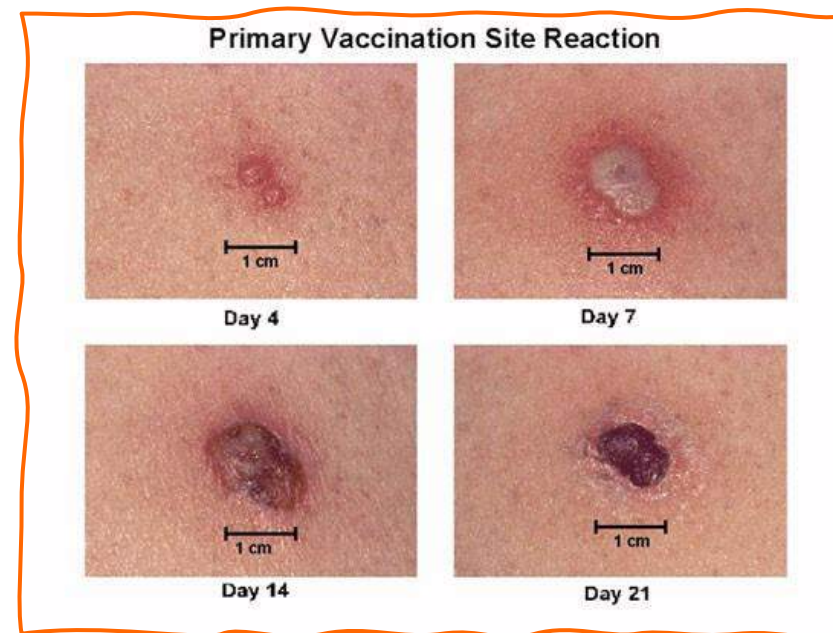 Primary Vaccination Site Reaction
1 cm
1 cm
Day 4
Day 7
1 cm
1 cm
Day 14
Day 21